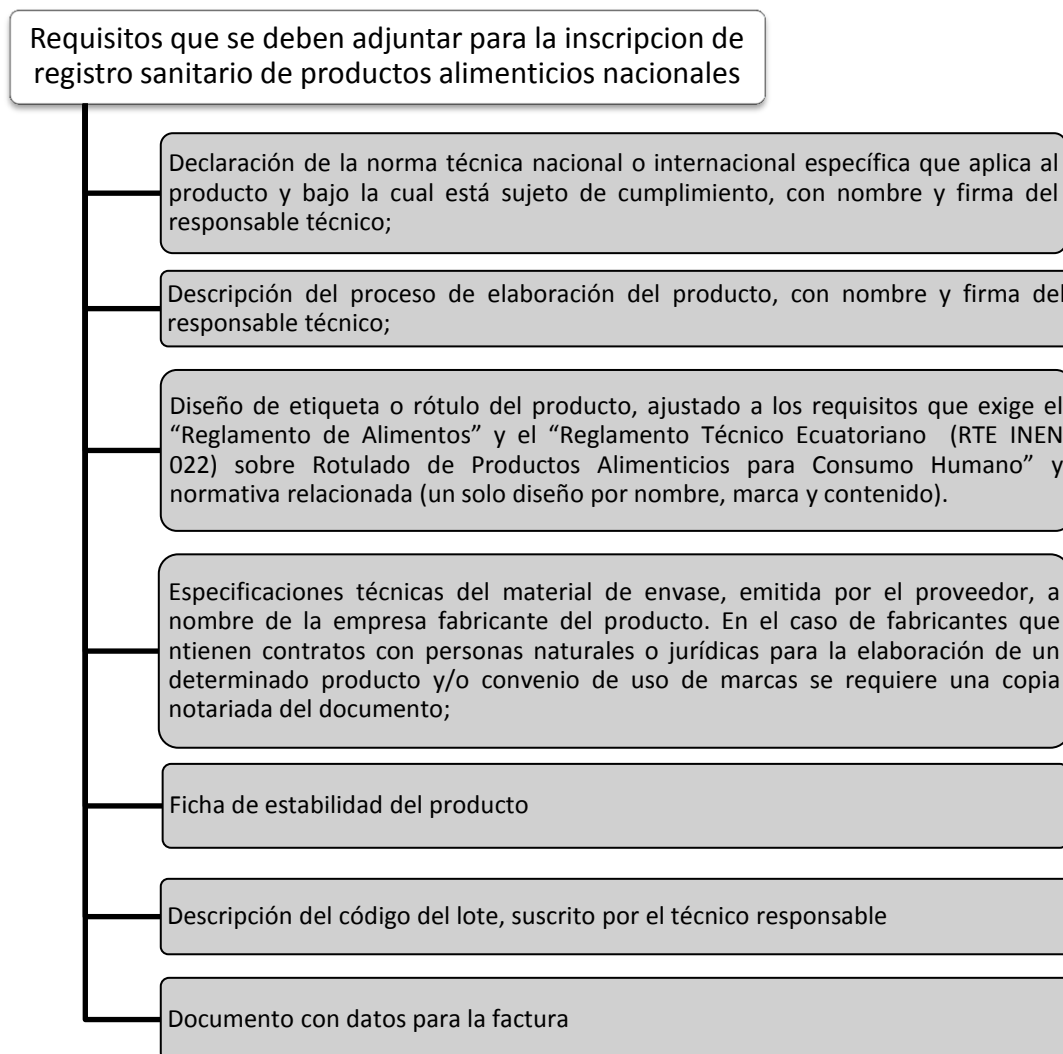 Requisitos que se deben adjuntar para la inscripcion de
registro sanitario de productos alimenticios nacionales
Declaración de la norma técnica nacional o internacional específica que aplica al
producto y bajo la cual está sujeto de cumplimiento, con nombre y firma del
responsable técnico;
Descripción del proceso de elaboración del producto, con nombre y firma del
responsable técnico;
Diseño de etiqueta o rótulo del producto, ajustado a los requisitos que exige el
“Reglamento de Alimentos” y el “Reglamento Técnico Ecuatoriano (RTE INEN
022) sobre Rotulado de Productos Alimenticios para Consumo Humano” y
normativa relacionada (un solo diseño por nombre, marca y contenido).
Especificaciones técnicas del material de envase, emitida por el proveedor, a
nombre de la empresa fabricante del producto. En el caso de fabricantes que
ntienen contratos con personas naturales o jurídicas para la elaboración de un
determinado producto y/o convenio de uso de marcas se requiere una copia
notariada del documento;
Ficha de estabilidad del producto
Descripción del código del lote, suscrito por el técnico responsable
Documento con datos para la factura